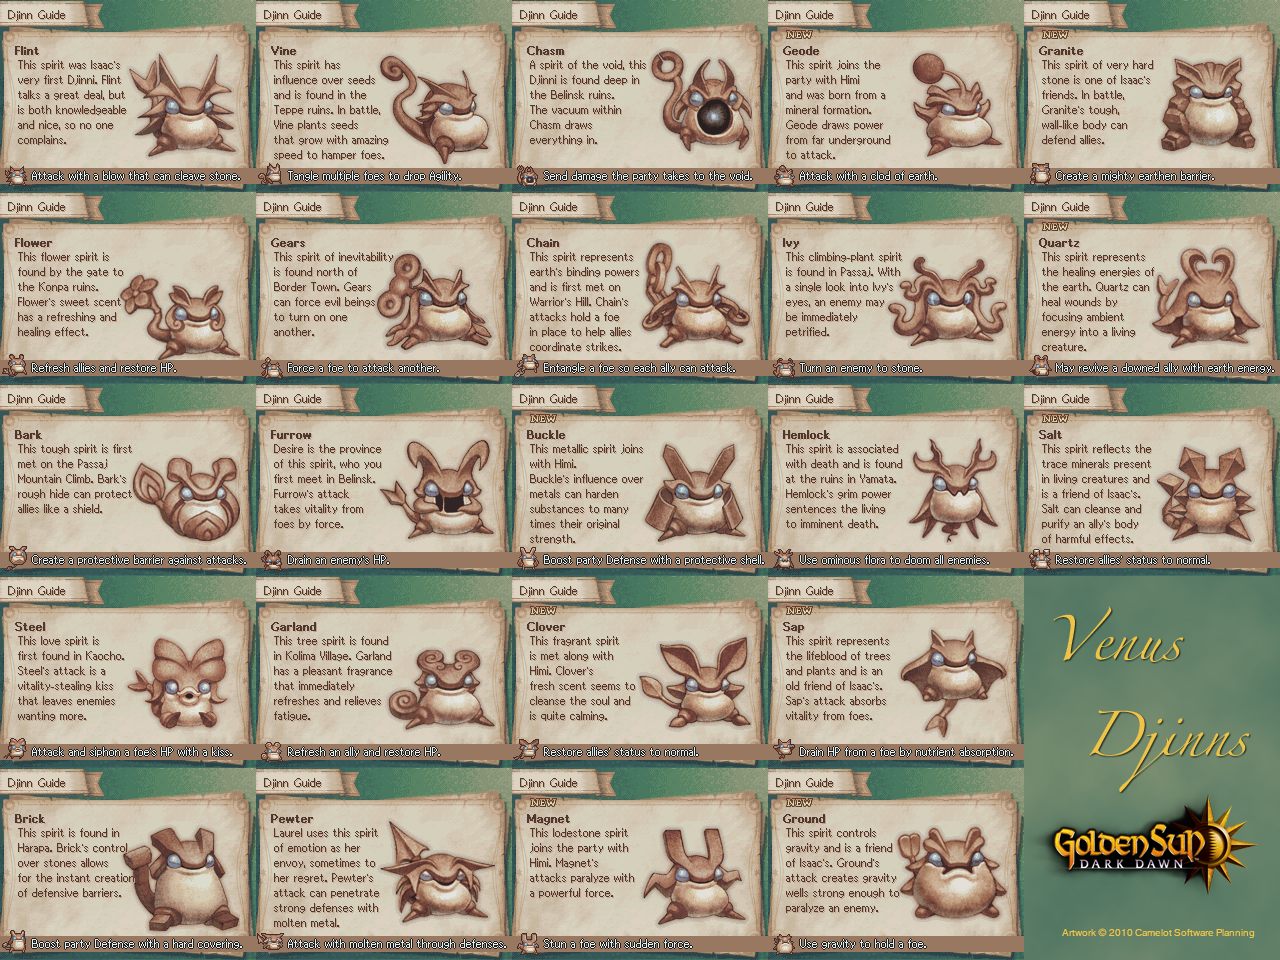 Djinn Guide
Flint
This spirit was Isaac's
very first Djinni. Flint
talks a great deal, but
is both knowledgeable
and nice, so no one
complains.
Attack with a blow that can cleave stone.
Djinn Guide
Vine
This spirit has
influence over seeds
and is found in the
Teppe ruins. In battle,
Vine plants seeds
that grow with amazing
speed to hamper foes.
Tangle multiple foes to drop Agility.
Djinn Guide
Chasm
A spirit of the void, this
Djinni is found deep in
the Belinsk ruins.
The vacuum within
Chasm draws
everything in.
Send damage the party takes to the void.
Djinn Guide
NEW
Geode
This spirit joins the
party with Himi
and was born from a
mineral formation.
Geode draws power
from far underground
to attack.
Attack with a clod of earth.
Djinn Guide
NEW
Granite
This spirit of very hard
stone is one of Isaac's
friends. In battle,
Granite's tough,
wall-like body can
defend allies.
Create a mighty earthen barrier.
Djinn Guide
Flower
This flower spirit is
found by the gate to
the Konpa ruins.
Flower's sweet scent
has a refreshing and
healing effect.
Refresh allies and restore HP.
Djinn Guide
Gears
This spirit of inevitability
is found north of
Border Town. Gears
can force evil beings
to turn on one
another.
Force a foe to attack another.
Djinn Guide
Chain
This spirit represents
earth's binding powers
and is first met on
Warrior's Hill. Chain's
attacks hold a foe
in place to help allies
coordinate strikes.
Entangle a foe so each ally can attack.
Djinn Guide
Ivy
This climbing-plant spirit
is found in Passaj. With
a single look into Ivy's
eyes, an enemy may
be immediately
petrified.
Turn an enemy to stone.
Djinn Guide
NEW
Quartz
This spirit represents
the healing energies of
the earth. Quartz can
heal wounds by
focusing ambient
energy into a living
creature.
May revive a downed ally with earth energy.
Djinn Guide
Bark
This tough spirit is first
met on the Passaj
Mountain Climb. Bark's
rough hide can protect
allies like a shield.
Create a protective barrier against attacks.
Djinn Guide
Furrow
Desire is the province
of this spirit, who you
first meet in Belinsk.
Furrow's attack
takes vitality from
foes by force.
Drain an enemy's HP.
Djinn Guide
NEW
Buckle
This metallic spirit joins
with Himi.
Buckle's influence over
metals can harden
substances to many
times their original
strength.
Boost party Defense with a protective shell.
Djinn Guide
Hemlock
This spirit is associated
with death and is found
at the ruins in Yamata.
Hemlock's grim power
sentences the living
to imminent death.
Use ominous flora to doom all enemies.
Djinn Guide
NEW
Salt
This spirit reflects the
trace minerals present
in living creatures and
is a friend of Isaac's.
Salt can cleanse and
purify an ally's body
of harmful effects.
Restore allies' status to normal.
Djinn Guide
Steel
This love spirit is
first found in Kaocho.
Steel's attack is a
vitality-stealing kiss
that leaves enemies
wanting more.
Attack and siphon a foe's HP with a kiss.
Djinn Guide
Garland
This tree spirit is found
in Kolima Village. Garland
has a pleasant fragrance
that immediately
refreshes and relieves
fatigue.
Refresh an ally and restore HP.
Djinn Guide
NEW
Clover
This fragrant spirit
is met along with
Himi. Clover's
fresh scent seems to
cleanse the soul and
is quite calming.
Restore allies' status to normal.
Djinn Guide
NEW
Sap
This spirit represents
the lifeblood of trees
and plants and is an
old friend of Isaac's.
Sap's attack absorbs
vitality from foes.
Drain HP from a foe by nutrient absorption.
Venus
Djinns
Djinn Guide
Brick
This spirit is found in
Harapa. Brick's control
over stones allows
for the instant creation
of defensive barriers.
Boost party Defense with a hard covering.
Djinn Guide
Pewter
Laurel uses this spirit
of emotion as her
envoy, sometimes to
her regret. Pewter's
attack can penetrate
strong defenses with
molten metal.
Attack with molten metal through defenses.
Djinn Guide
NEW
Magnet
This lodestone spirit
joins the party with
Himi. Magnet's
attacks paralyze with
a powerful force.
Stun a foe with sudden force.
Djinn Guide
NEW
Ground
This spirit controls
gravity and is a friend
of Isaac's. Ground's
attack creates gravity
wells strong enough to
paralyze an enemy.
Use gravity to hold a foe.
Golden Sun
DARK DAWN
Artwork © 2010 Camelot Software Planning